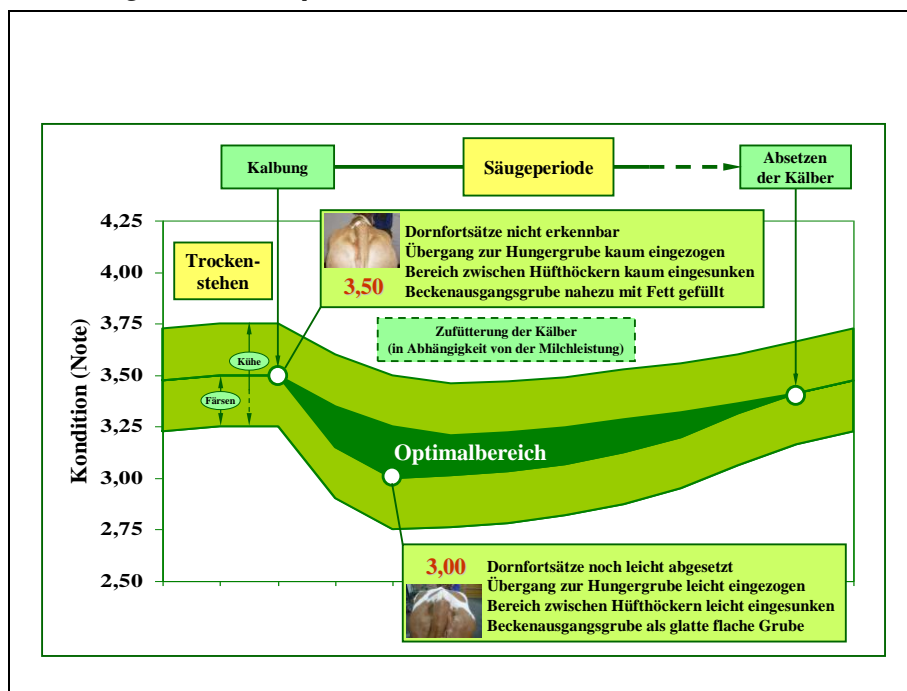 Kalbung
Säugeperiode
Absetzen
der Kälber
Kondition (Note)
4,25
4,00
3,75
3,50
3,25
3,00
2,75
2,50
Trocken-
stehen
3,50
Dornfortsätze nicht erkennbar
Übergang zur Hungergrube kaum eingezogen
Bereich zwischen Hüfthöckern kaum eingesunken
Beckenausgangsgrube nahezu mit Fett gefüllt
Zufütterung der Kälber
(in Abhängigkeit von der Milchleistung)
Kühe
Färsen
Optimalbereich
3,00
Dornfortsätze noch leicht abgesetzt
Übergang zur Hungergrube leicht eingezogen
Bereich zwischen Hüfthöckern leicht eingesunken
Beckenausgangsgrube als glatte flache Grube